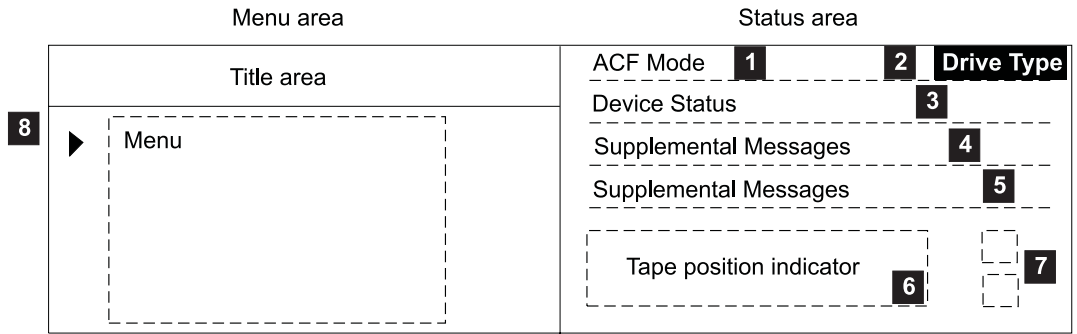 Menu area
Status area
Title area
8
Menu
ACF Mode 1 2 Drive Type
Device Status 3
Supplemental Messages 4
Supplemental Messages 5
Tape position indicator 6
7